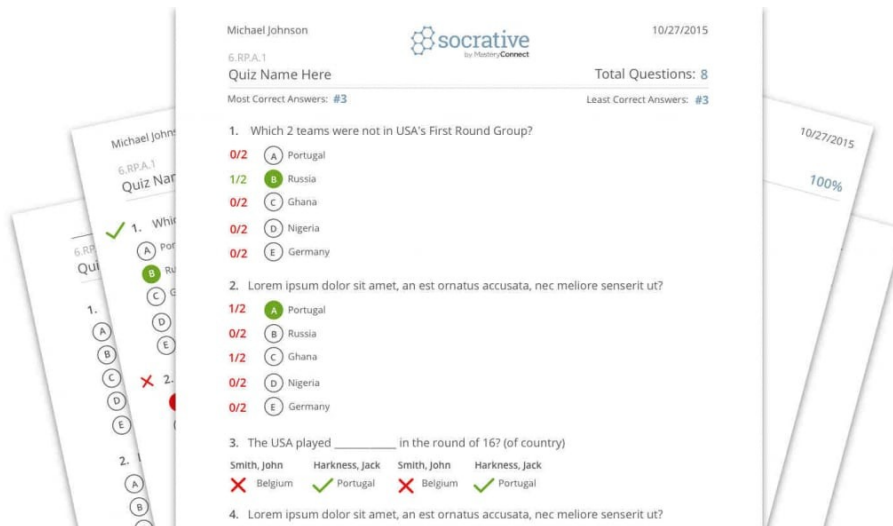 Michael Johnson
socrative
by MasteryConnect
10/27/2015
6.RP.A.1
Quiz Name Here
Total Questions: 8
Most Correct Answers: #3
Least Correct Answers: #3
1. Which 2 teams were not in USA's First Round Group?
0/2 A Portugal
1/2 B Russia
0/2 C Ghana
0/2 D Nigeria
0/2 E Germany
2. Lorem ipsum dolor sit amet, an est ornatus accusata, nec meliore senserit ut?
1/2 A Portugal
0/2 B Russia
1/2 C Ghana
0/2 D Nigeria
0/2 E Germany
3. The USA played ____________ in the round of 16? (of country)
Smith, John Harkness, Jack Smith, John Harkness, Jack
Belgium Portugal Belgium Portugal
4. Lorem ipsum dolor sit amet, an est ornatus accusata, nec meliore senserit ut?
Michael
6.RP.A.1
Quiz
1.
A
B
C
D
E
2.
10/27/2015
100%
1.
A
B
C
D
E
2.
A
B